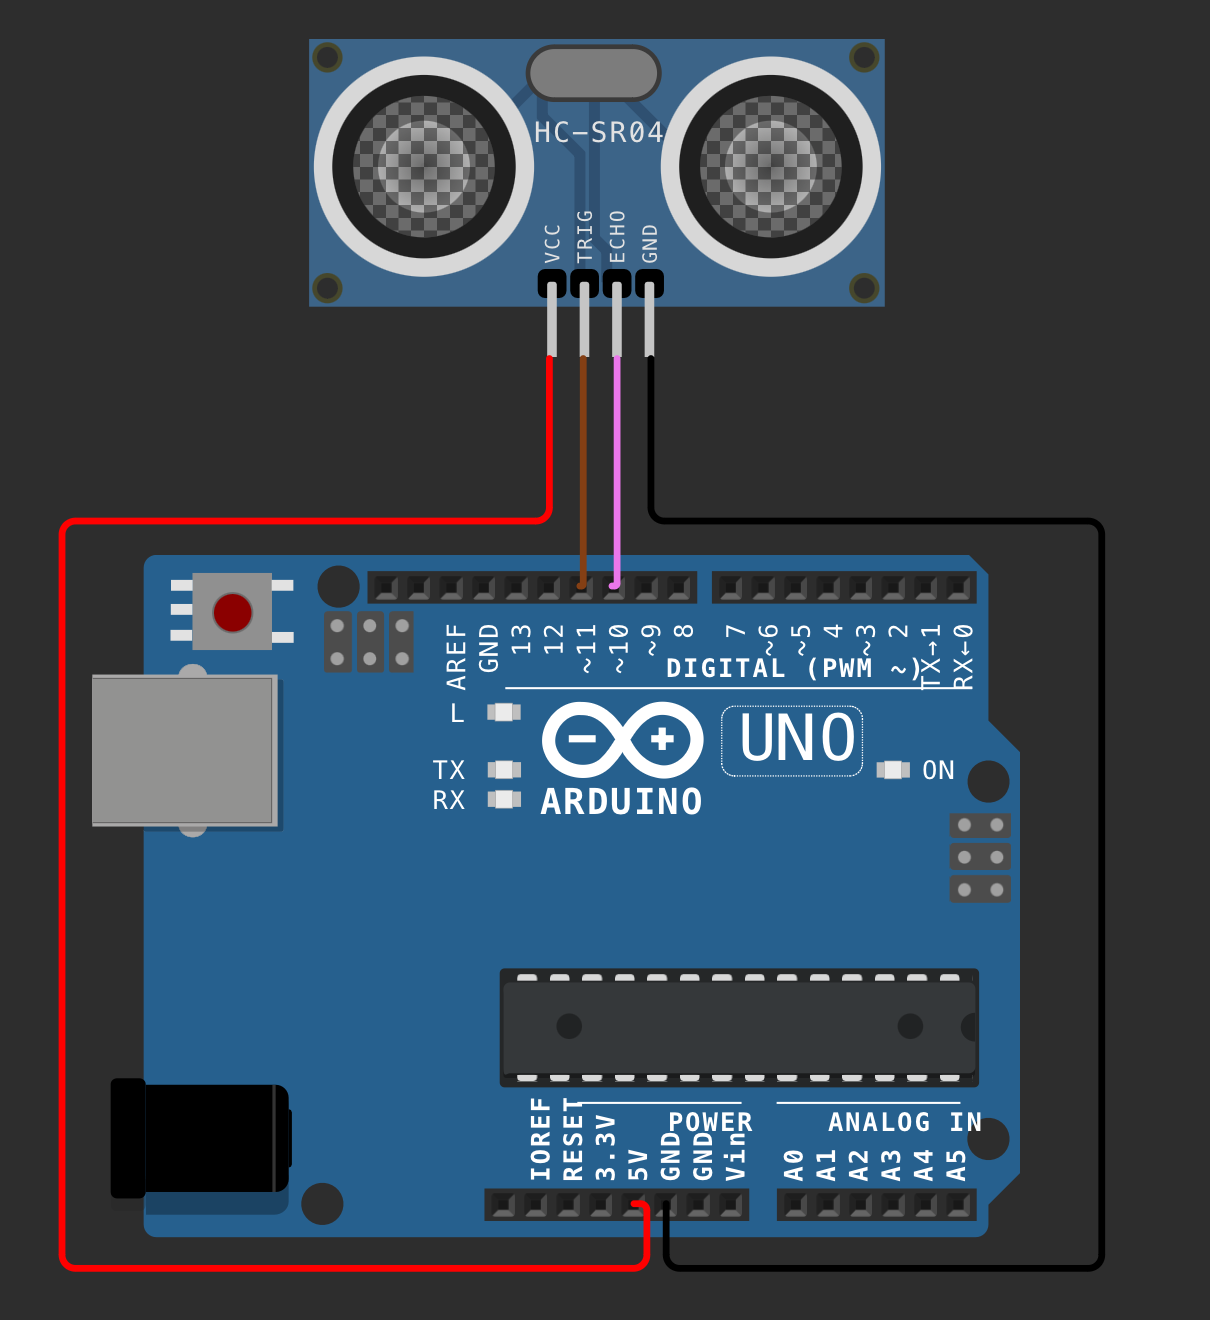 HC-SR04
VCC
TRIG
ECHO
GND
AREF
GND
13
12
~11
~10
~9
8
7
~6
~5
4
~3
2
TX→1
RX←0
DIGITAL (PWM ~)
L
TX
RX
UNO
ON
ARDUINO
POWER
ANALOG IN
IOREF
RESET
3.3V
5V
GND
GND
Vin
A0
A1
A2
A3
A4
A5